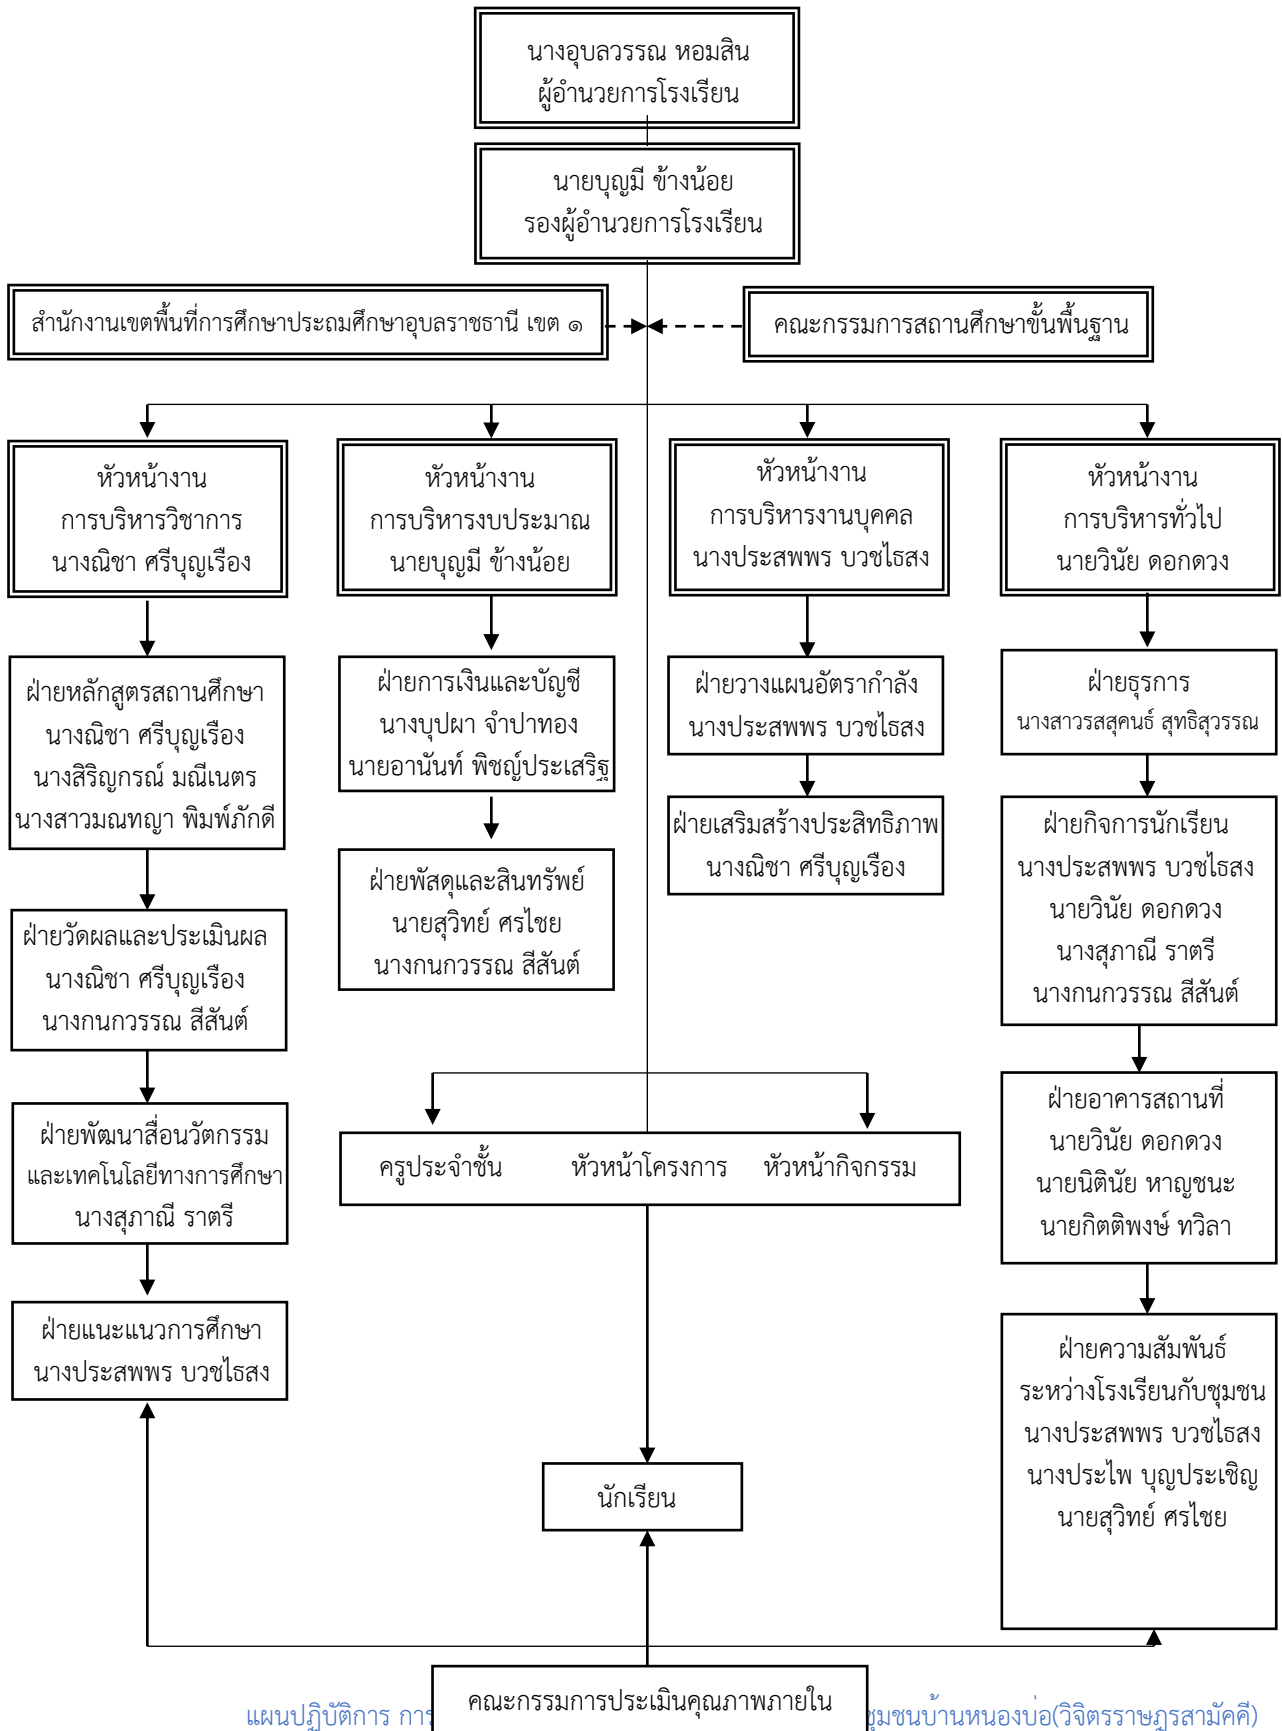 นางอุบลวรรณ หอมสิน
ผู้อำนวยการโรงเรียน
นายบุญมี ข้างน้อย
รองผู้อำนวยการโรงเรียน
สำนักงานเขตพื้นที่การศึกษาประถมศึกษาอุบลราชธานี เขต ๑
คณะกรรมการสถานศึกษาขั้นพื้นฐาน
หัวหน้างาน
การบริหารวิชาการ
นางณิชา ศรีบุญเรือง
หัวหน้างาน
การบริหารงบประมาณ
นายบุญมี ข้างน้อย
หัวหน้างาน
การบริหารงานบุคคล
นางประสพพร บวชไธสง
หัวหน้างาน
การบริหารทั่วไป
นายวินัย ดอกดวง
ฝ่ายหลักสูตรสถานศึกษา
นางณิชา ศรีบุญเรือง
นางสิริญกรณ์ มณีเนตร
นางสาวมณทญา พิมพ์ภักดี
ฝ่ายการเงินและบัญชี
นางบุปผา จำปาทอง
นายอานันท์ พิชญ์ประเสริฐ
ฝ่ายวางแผนอัตรากำลัง
นางประสพพร บวชไธสง
ฝ่ายธุรการ
นางสาวรสสุคนธ์ สุทธิสุวรรณ
ฝ่ายพัสดุและสินทรัพย์
นายสุวิทย์ ศรไชย
นางกนกวรรณ สีสันต์
ฝ่ายเสริมสร้างประสิทธิภาพ
นางณิชา ศรีบุญเรือง
ฝ่ายกิจการนักเรียน
นางประสพพร บวชไธสง
นายวินัย ดอกดวง
นางสุภาณี ราตรี
นางกนกวรรณ สีสันต์
ฝ่ายวัดผลและประเมินผล
นางณิชา ศรีบุญเรือง
นางกนกวรรณ สีสันต์
ฝ่ายพัฒนาสื่อนวัตกรรม
และเทคโนโลยีทางการศึกษา
นางสุภาณี ราตรี
ครูประจำชั้น หัวหน้าโครงการ หัวหน้ากิจกรรม
ฝ่ายอาคารสถานที่
นายวินัย ดอกดวง
นายนิตินัย หาญชนะ
นายกิตติพงษ์ ทวิลา
ฝ่ายแนะแนวการศึกษา
นางประสพพร บวชไธสง
ฝ่ายความสัมพันธ์
ระหว่างโรงเรียนกับชุมชน
นางประสพพร บวชไธสง
นางประไพ บุญประเชิญ
นายสุวิทย์ ศรไชย
นักเรียน
คณะกรรมการประเมินคุณภาพภายใน
แผนปฏิบัติการ การ ชุมชนบ้านหนองบ่อ(วิจิตรราษฎรสามัคคี)